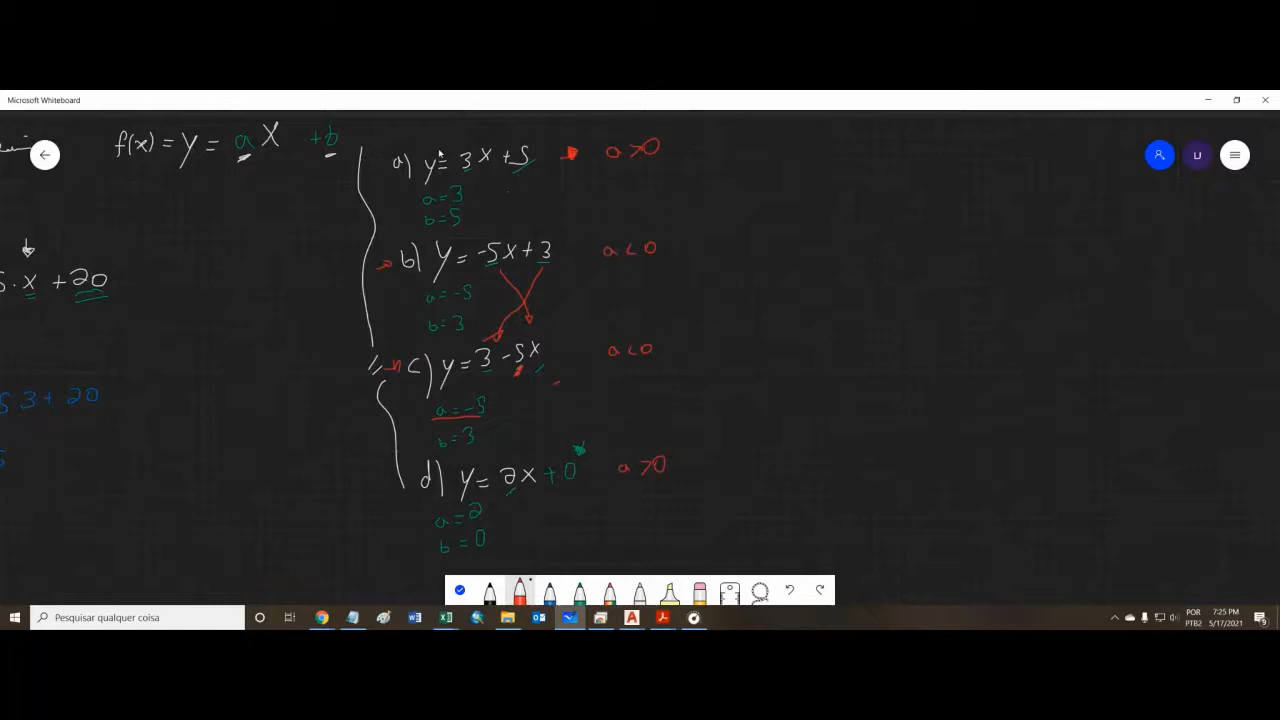 Microsoft Whiteboard
f(x) = y = a x + b
a) y = 3x + 5 a > 0
a = 3
b = 5
b) y = -5x + 3 a < 0
a = -5
b = 3
c) y = 3 - 5x a < 0
a = -5
b = 3
d) y = 2x + 0 a > 0
a = 2
b = 0
5 . x + 20
5 3 + 20
5
U
Pesquisar qualquer coisa
POR
PTB2
7:25 PM
5/17/2021